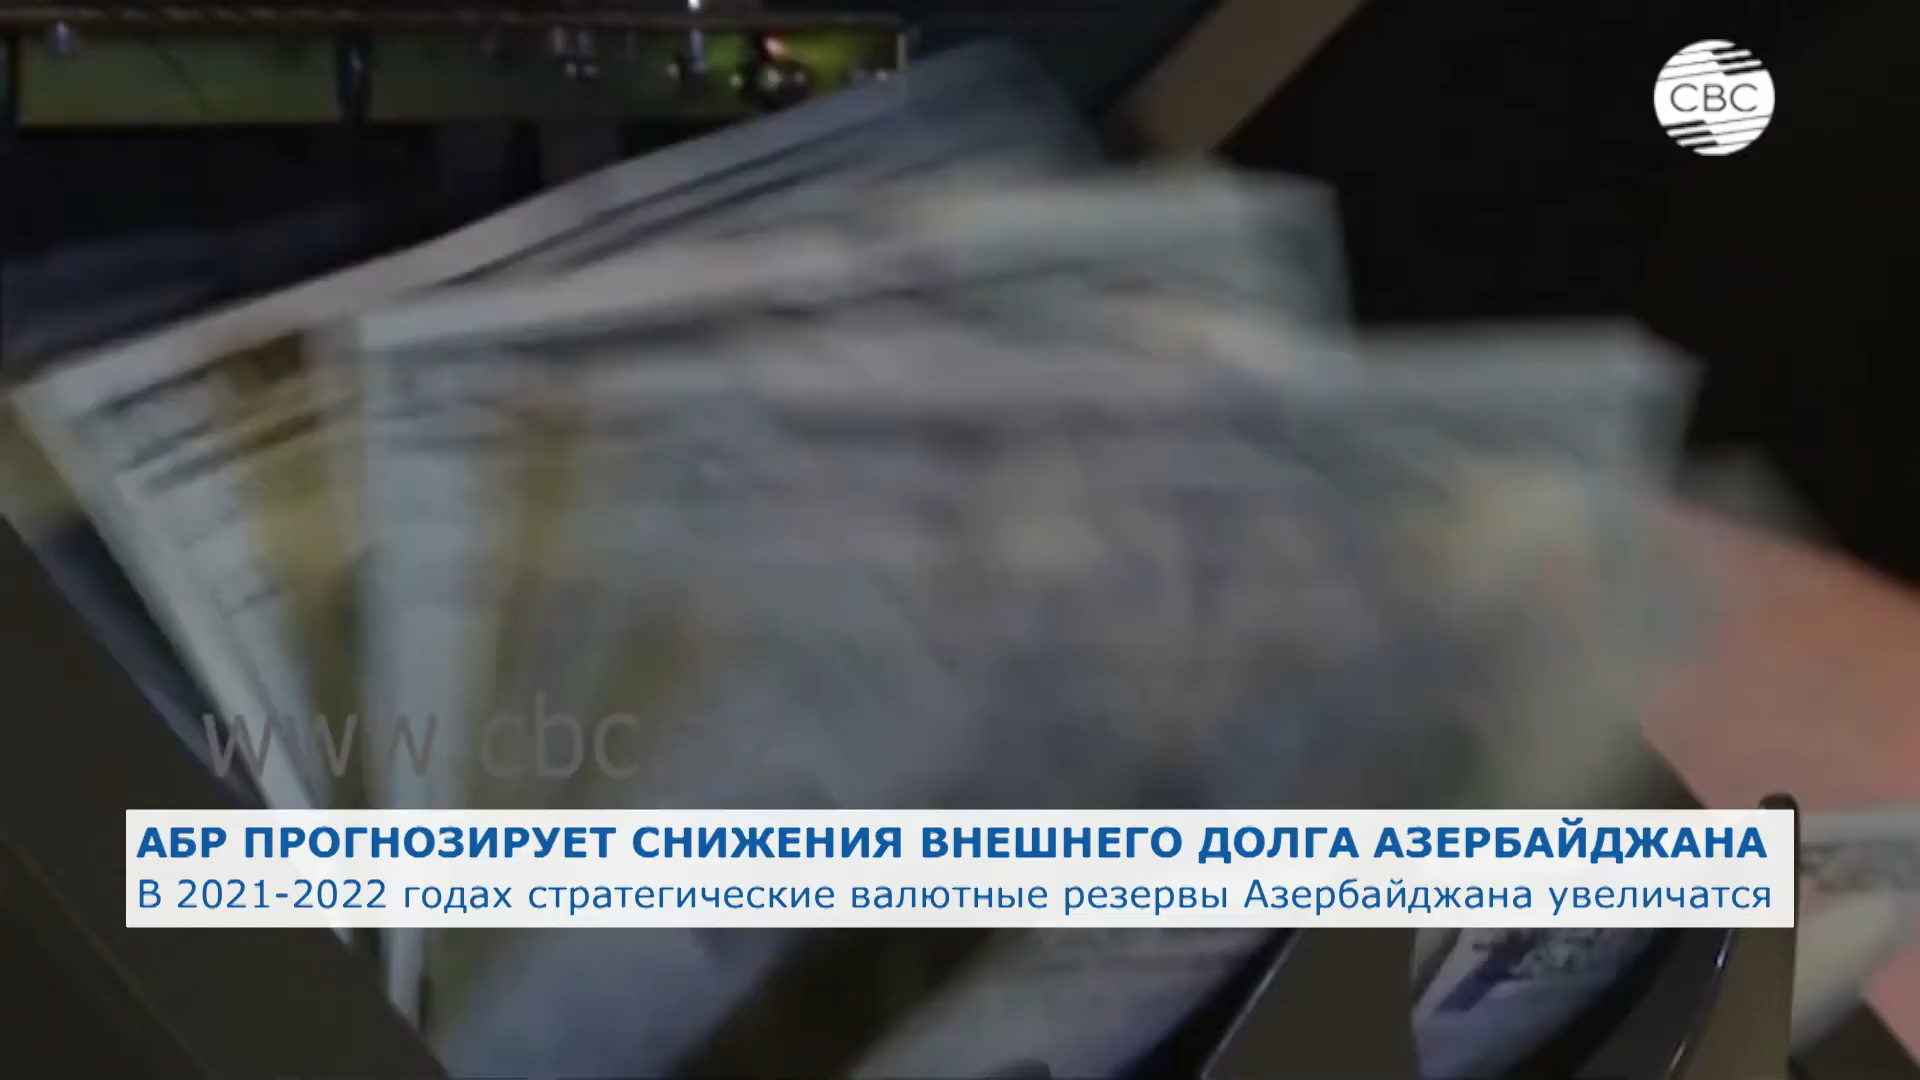 CBC
www.cbc
АБР ПРОГНОЗИРУЕТ СНИЖЕНИЯ ВНЕШНЕГО ДОЛГА АЗЕРБАЙДЖАНА
В 2021-2022 годах стратегические валютные резервы Азербайджана увеличатся